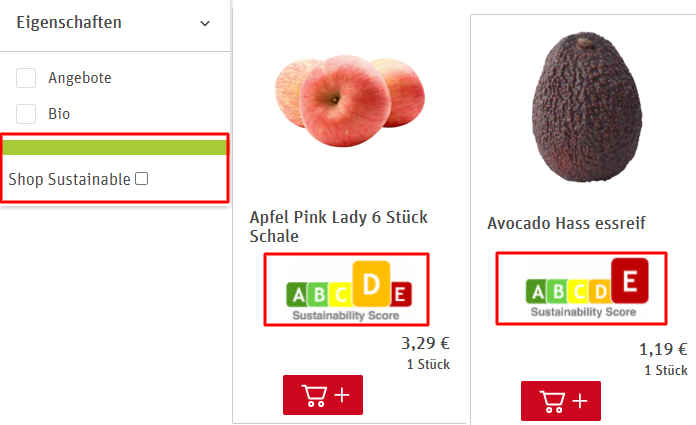 Eigenschaften
Angebote
Bio
Shop Sustainable
Apfel Pink Lady 6 Stück
Schale
A B C D E
Sustainability Score
3,29 €
1 Stück
Avocado Hass essreif
A B C D E
Sustainability Score
1,19 €
1 Stück